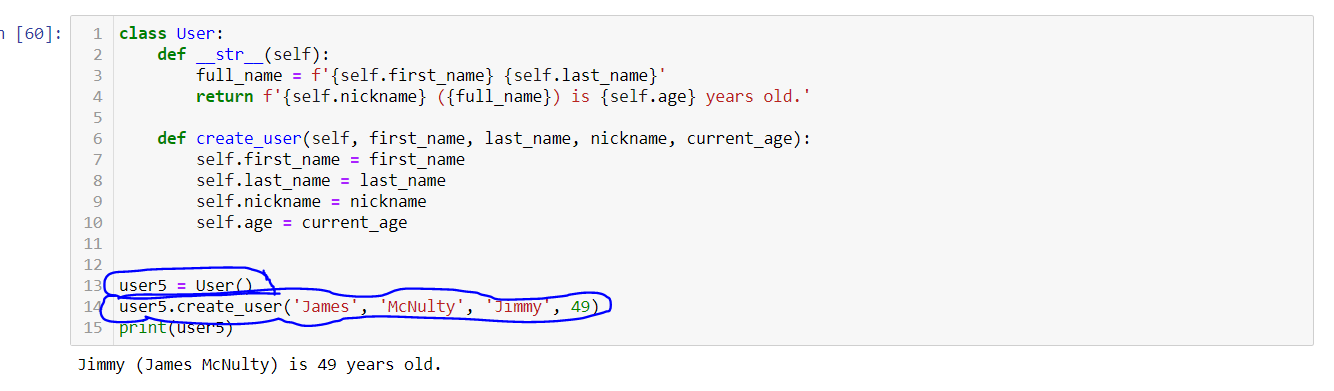 [60]:
1 class User:
2     def __str__(self):
3         full_name = f'{self.first_name} {self.last_name}'
4         return f'{self.nickname} ({full_name}) is {self.age} years old.'
5
6     def create_user(self, first_name, last_name, nickname, current_age):
7         self.first_name = first_name
8         self.last_name = last_name
9         self.nickname = nickname
10         self.age = current_age
11
12
13 user5 = User()
14 user5.create_user('James', 'McNulty', 'Jimmy', 49)
15 print(user5)
Jimmy (James McNulty) is 49 years old.